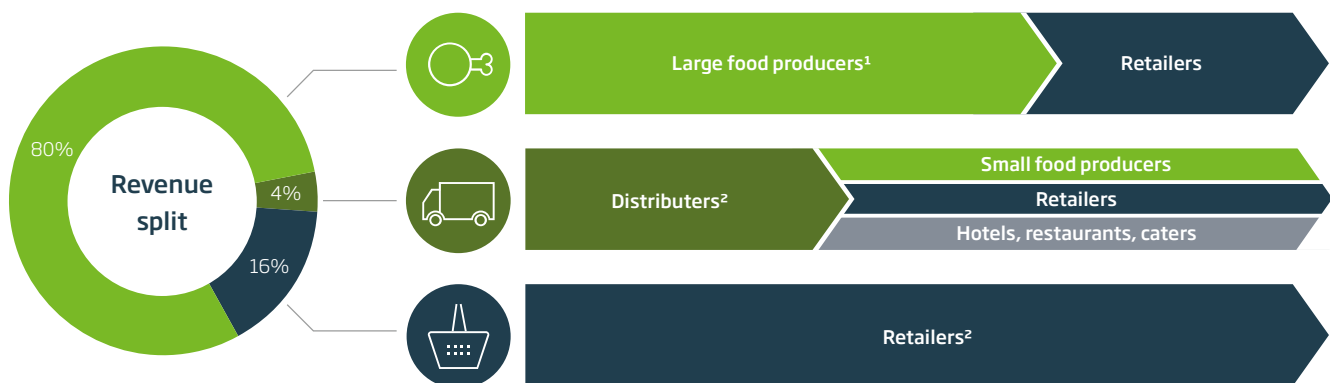 80%
4%
16%
Revenue
split
Large food producers¹
Retailers
Distributers²
Small food producers
Retailers
Hotels, restaurants, caters
Retailers²